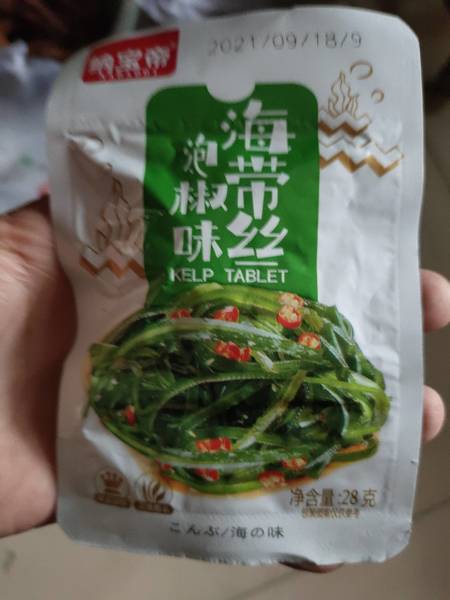 2021/09/18/9
海带丝
泡椒味
KELP TABLET
净含量:28克
こんぶ/海の味